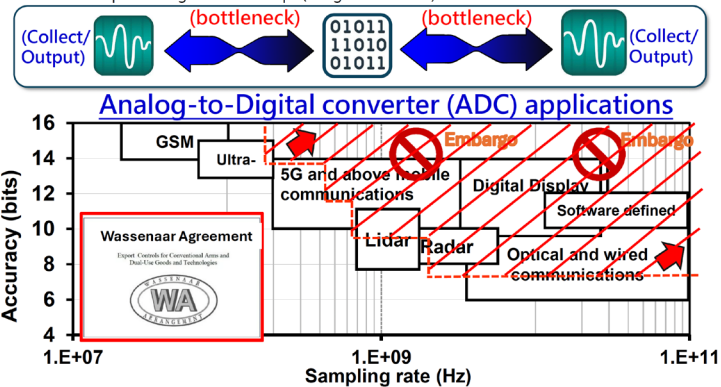 (bottleneck)
(bottleneck)
(Collect/
Output)
01011
11010
01011
(Collect/
Output)
Analog-to-Digital converter (ADC) applications
16
14
12
10
8
6
4
Accuracy (bits)
GSM
Ultra-
Embargo
Embargo
5G and above mobile
communications
Digital Display
Software defined
Lidar
Radar
Optical and wired
communications
Wassenaar Agreement
Export Controls for Conventional Arms and
Dual-Use Goods and Technologies
WASSENAAR
WA
ARRANGEMENT
1.E+07
1.E+09
1.E+11
Sampling rate (Hz)